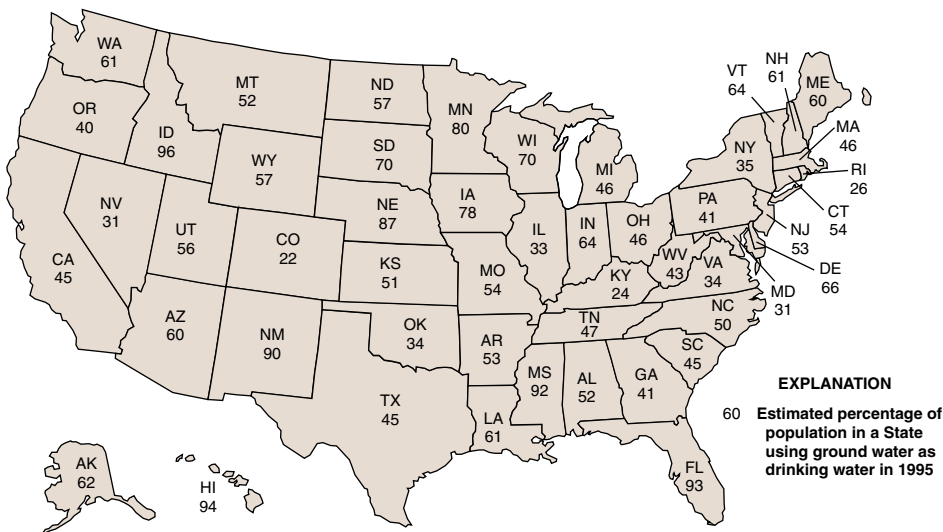 WA
61
OR
40
ID
96
MT
52
ND
57
MN
80
WI
70
MI
46
NY
35
VT
64
NH
61
ME
60
MA
46
RI
26
CT
54
NJ
53
DE
66
MD
31
SD
70
WY
57
NE
87
IA
78
IL
33
IN
64
OH
46
PA
41
WV
43
VA
34
CA
45
NV
31
UT
56
CO
22
KS
51
MO
54
KY
24
NC
50
TN
47
SC
45
AZ
60
NM
90
OK
34
AR
53
MS
92
AL
52
GA
41
TX
45
LA
61
FL
93
AK
62
HI
94
EXPLANATION
60 Estimated percentage of
population in a State
using ground water as
drinking water in 1995